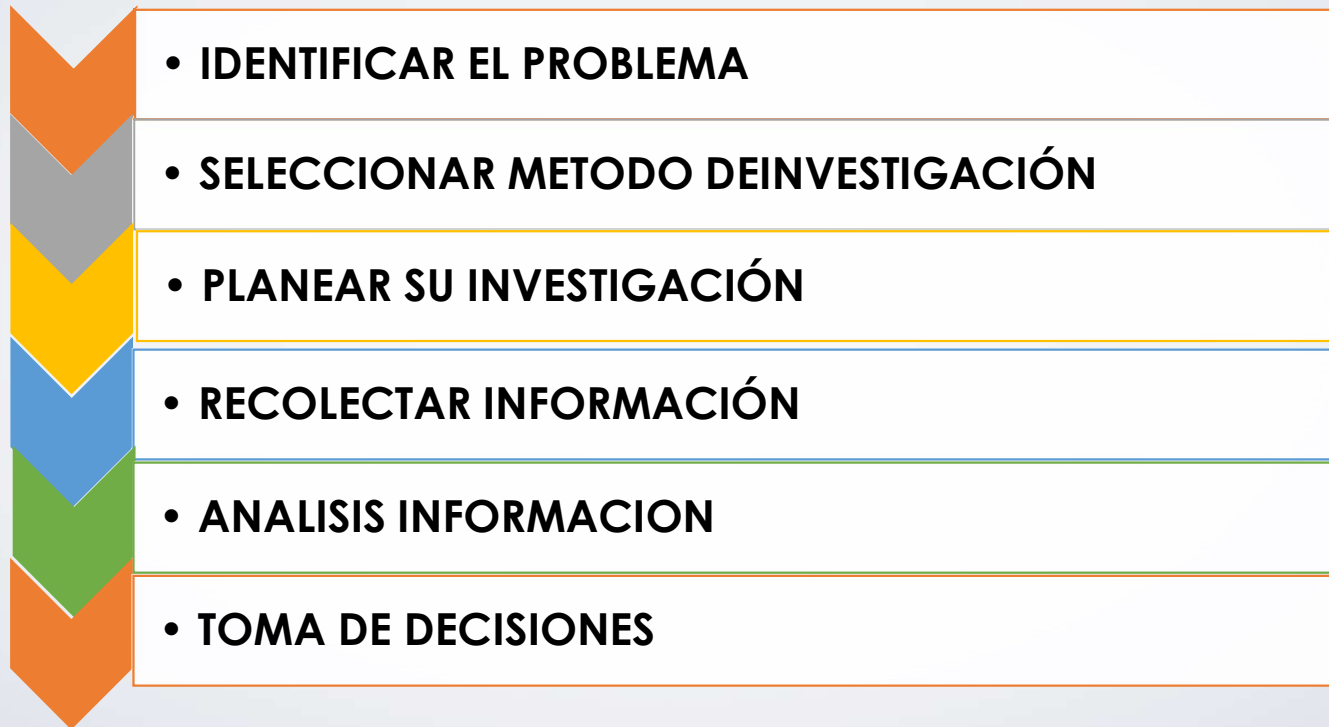 • IDENTIFICAR EL PROBLEMA
• SELECCIONAR METODO DEINVESTIGACIÓN
• PLANEAR SU INVESTIGACIÓN
• RECOLECTAR INFORMACIÓN
• ANALISIS INFORMACION
• TOMA DE DECISIONES